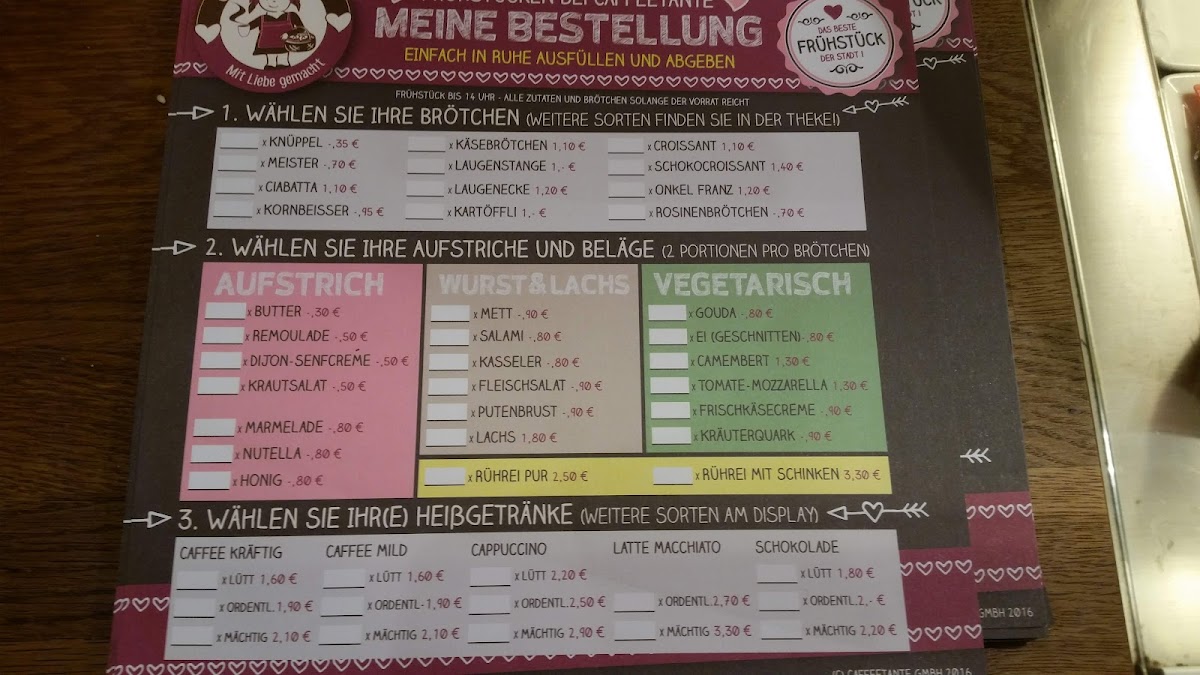 FRÜHSTÜCKEN BEI CAFFEETANTE
MEINE BESTELLUNG
EINFACH IN RUHE AUSFÜLLEN UND ABGEBEN
Mit Liebe gemacht
DAS BESTE
FRÜHSTÜCK
DER STADT!
FRÜHSTÜCK BIS 14 UHR - ALLE ZUTATEN UND BRÖTCHEN SOLANGE DER VORRAT REICHT
1. WÄHLEN SIE IHRE BRÖTCHEN (WEITERE SORTEN FINDEN SIE IN DER THEKE!)
x KNÜPPEL -,35 €
x MEISTER -,70 €
x CIABATTA 1,10 €
x KORNBEISSER -,95 €
x KÄSEBRÖTCHEN 1,10 €
x LAUGENSTANGE 1,- €
x LAUGENECKE 1,20 €
x KARTÖFFLI 1,- €
x CROISSANT 1,10 €
x SCHOKOCROISSANT 1,40 €
x ONKEL FRANZ 1,20 €
x ROSINENBRÖTCHEN -,70 €
2. WÄHLEN SIE IHRE AUFSTRICHE UND BELÄGE (2 PORTIONEN PRO BRÖTCHEN)
AUFSTRICH
x BUTTER -,30 €
x REMOULADE -,50 €
x DIJON-SENFCREME -,50 €
x KRAUTSALAT -,50 €
x MARMELADE -,80 €
x NUTELLA -,80 €
x HONIG -,80 €
WURST&LACHS
x METT -,90 €
x SALAMI -,80 €
x KASSELER -,80 €
x FLEISCHSALAT -,90 €
x PUTENBRUST -,90 €
x LACHS 1,80 €
VEGETARISCH
x GOUDA -,80 €
x EI (GESCHNITTEN) -,80 €
x CAMEMBERT 1,30 €
x TOMATE-MOZZARELLA 1,30 €
x FRISCHKÄSECREME -,90 €
x KRÄUTERQUARK -,90 €
x RÜHREI PUR 2,50 €
x RÜHREI MIT SCHINKEN 3,30 €
3. WÄHLEN SIE IHR(E) HEIßGETRÄNKE (WEITERE SORTEN AM DISPLAY)
CAFFEE KRÄFTIG
x LÜTT 1,60 €
x ORDENTL. 1,90 €
x MÄCHTIG 2,10 €
CAFFEE MILD
x LÜTT 1,60 €
x ORDENTL- 1,90 €
x MÄCHTIG 2,10 €
CAPPUCCINO
x LÜTT 2,20 €
x ORDENTL. 2,50 €
x MÄCHTIG 2,90 €
LATTE MACCHIATO
x ORDENTL. 2,70 €
x MÄCHTIG 3,30 €
SCHOKOLADE
x LÜTT 1,80 €
x ORDENTL. 2,- €
x MÄCHTIG 2,20 €
(C) CAFFEETANTE GMBH 2016
GMBH 2016